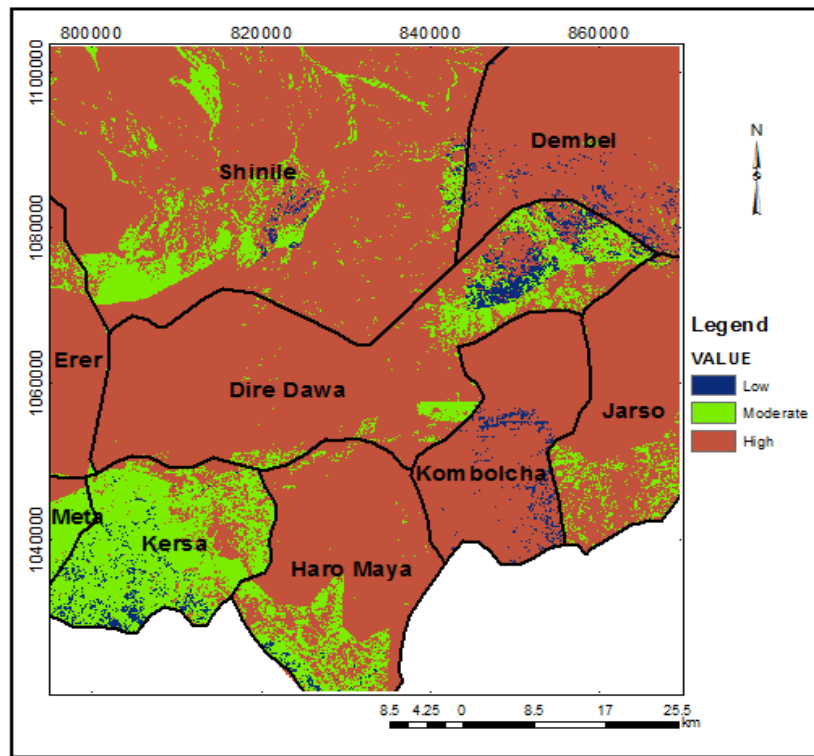 800000 820000 840000 860000
1100000
1080000
1060000
1040000
Dembel
Shinile
Erer
Dire Dawa
Jarso
Kombolcha
Meta
Kersa
Haro Maya
N
S
Legend
VALUE
Low
Moderate
High
8.5 4.25 0 8.5 17 25.5
km